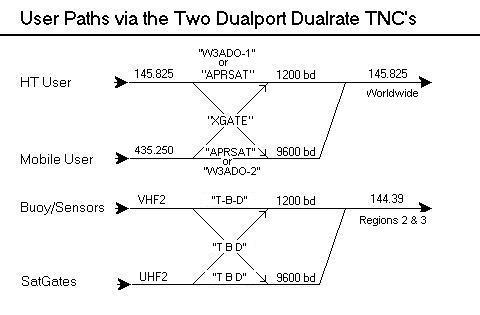 User Paths via the Two Dualport Dualrate TNC's
"W3ADO-1"
or
HT User 145.825 "APRSAT" 1200 bd 145.825
Worldwide
"XGATE"
Mobile User 435.250 "APRSAT" 9600 bd
or
"W3ADO-2"
Buoy/Sensors VHF2 "T-B-D" 1200 bd 144.39
Regions 2 & 3
"T B D"
SatGates UHF2 "T B D" 9600 bd